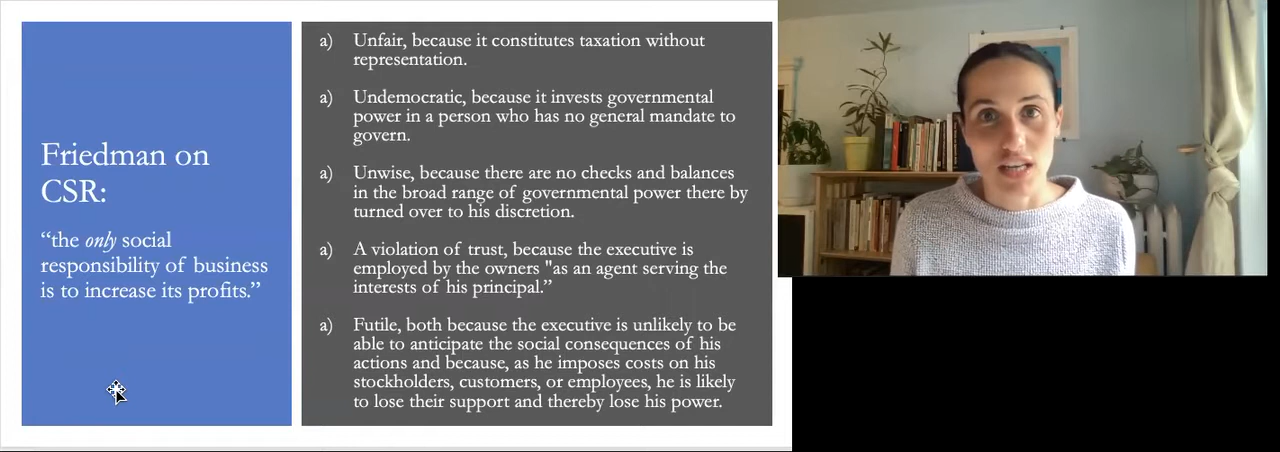 Friedman on
CSR:
“the only social
responsibility of business
is to increase its profits.”
a) Unfair, because it constitutes taxation without
representation.
a) Undemocratic, because it invests governmental
power in a person who has no general mandate to
govern.
a) Unwise, because there are no checks and balances
in the broad range of governmental power there by
turned over to his discretion.
a) A violation of trust, because the executive is
employed by the owners "as an agent serving the
interests of his principal.”
a) Futile, both because the executive is unlikely to be
able to anticipate the social consequences of his
actions and because, as he imposes costs on his
stockholders, customers, or employees, he is likely
to lose their support and thereby lose his power.